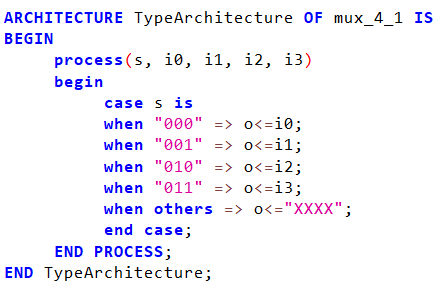 ARCHITECTURE TypeArchitecture OF mux_4_1 IS
BEGIN
process(s, i0, i1, i2, i3)
begin
case s is
when "000" => o<=i0;
when "001" => o<=i1;
when "010" => o<=i2;
when "011" => o<=i3;
when others => o<="XXXX";
end case;
END PROCESS;
END TypeArchitecture;